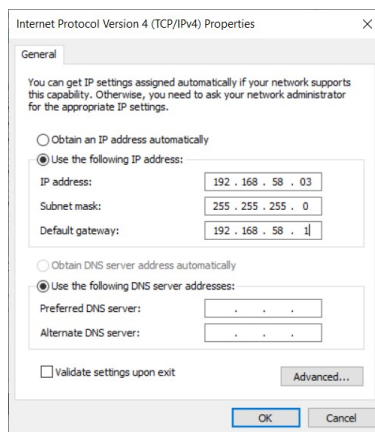 Internet Protocol Version 4 (TCP/IPv4) Properties
General
You can get IP settings assigned automatically if your network supports
this capability. Otherwise, you need to ask your network administrator
for the appropriate IP settings.
Obtain an IP address automatically
Use the following IP address:
IP address: 192 . 168 . 58 . 03
Subnet mask: 255 . 255 . 255 . 0
Default gateway: 192 . 168 . 58 . 1
Obtain DNS server address automatically
Use the following DNS server addresses:
Preferred DNS server: . . .
Alternate DNS server: . . .
Validate settings upon exit
Advanced...
OK Cancel